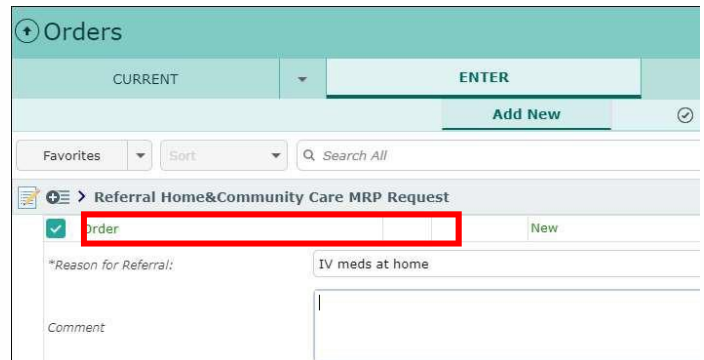 Orders
CURRENT ENTER
Add New
Favorites Sort Search All
Referral Home&Community Care MRP Request
Order New
*Reason for Referral: IV meds at home
Comment